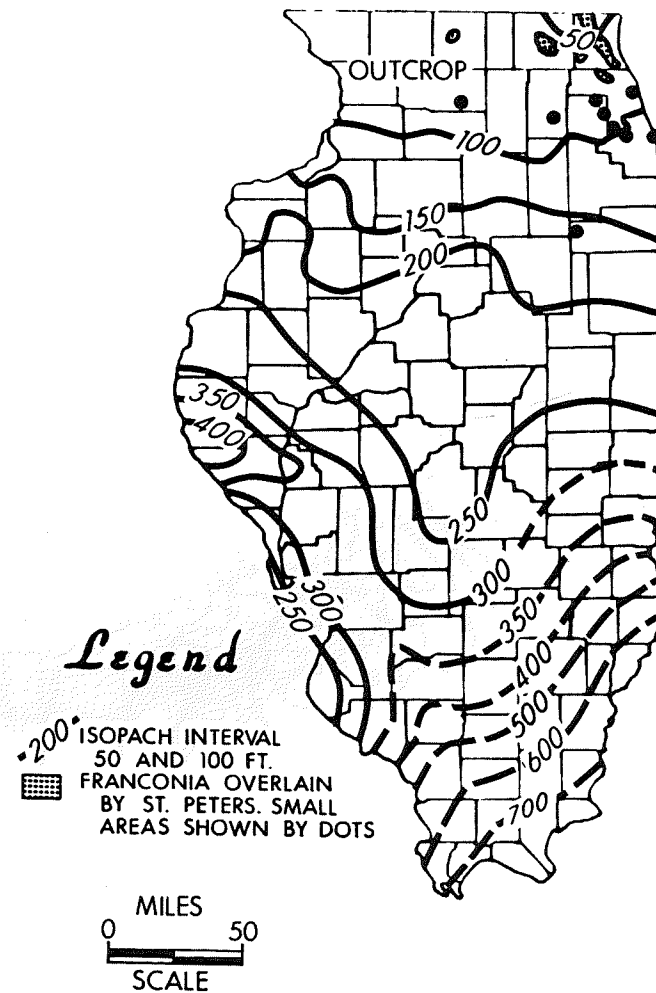 50
OUTCROP
100
150
200
350
400
250
300
300
250
350
400
500
600
700
Legend
200 ISOPACH INTERVAL
50 AND 100 FT.
FRANCONIA OVERLAIN
BY ST. PETERS. SMALL
AREAS SHOWN BY DOTS
MILES
0 50
SCALE